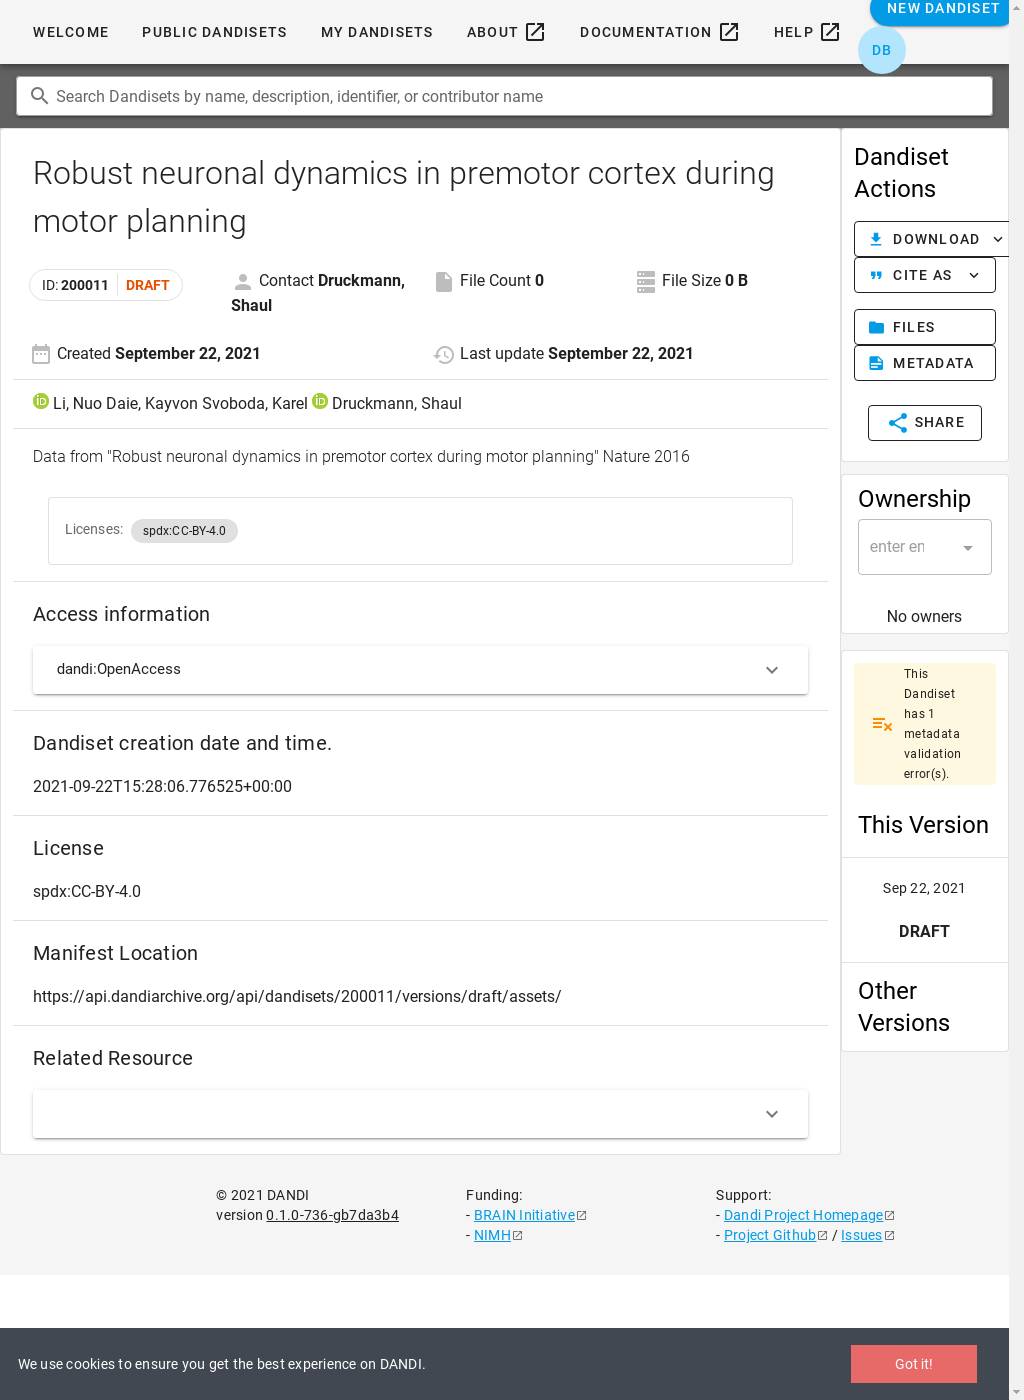 WELCOME PUBLIC DANDISETS MY DANDISETS ABOUT DOCUMENTATION HELP NEW DANDISET
DB
Search Dandisets by name, description, identifier, or contributor name
Robust neuronal dynamics in premotor cortex during
motor planning
ID: 200011 DRAFT
Contact Druckmann,
Shaul
File Count 0
File Size 0 B
Created September 22, 2021
Last update September 22, 2021
Li, Nuo Daie, Kayvon Svoboda, Karel Druckmann, Shaul
Data from "Robust neuronal dynamics in premotor cortex during motor planning" Nature 2016
Licenses: spdx:CC-BY-4.0
Access information
dandi:OpenAccess
Dandiset creation date and time.
2021-09-22T15:28:06.776525+00:00
License
spdx:CC-BY-4.0
Manifest Location
https://api.dandiarchive.org/api/dandisets/200011/versions/draft/assets/
Related Resource
Dandiset
Actions
DOWNLOAD
CITE AS
FILES
METADATA
SHARE
Ownership
enter en
No owners
This
Dandiset
has 1
metadata
validation
error(s).
This Version
Sep 22, 2021
DRAFT
Other
Versions
© 2021 DANDI
version 0.1.0-736-gb7da3b4
Funding:
- BRAIN Initiative
- NIMH
Support:
- Dandi Project Homepage
- Project Github / Issues
We use cookies to ensure you get the best experience on DANDI.
Got it!